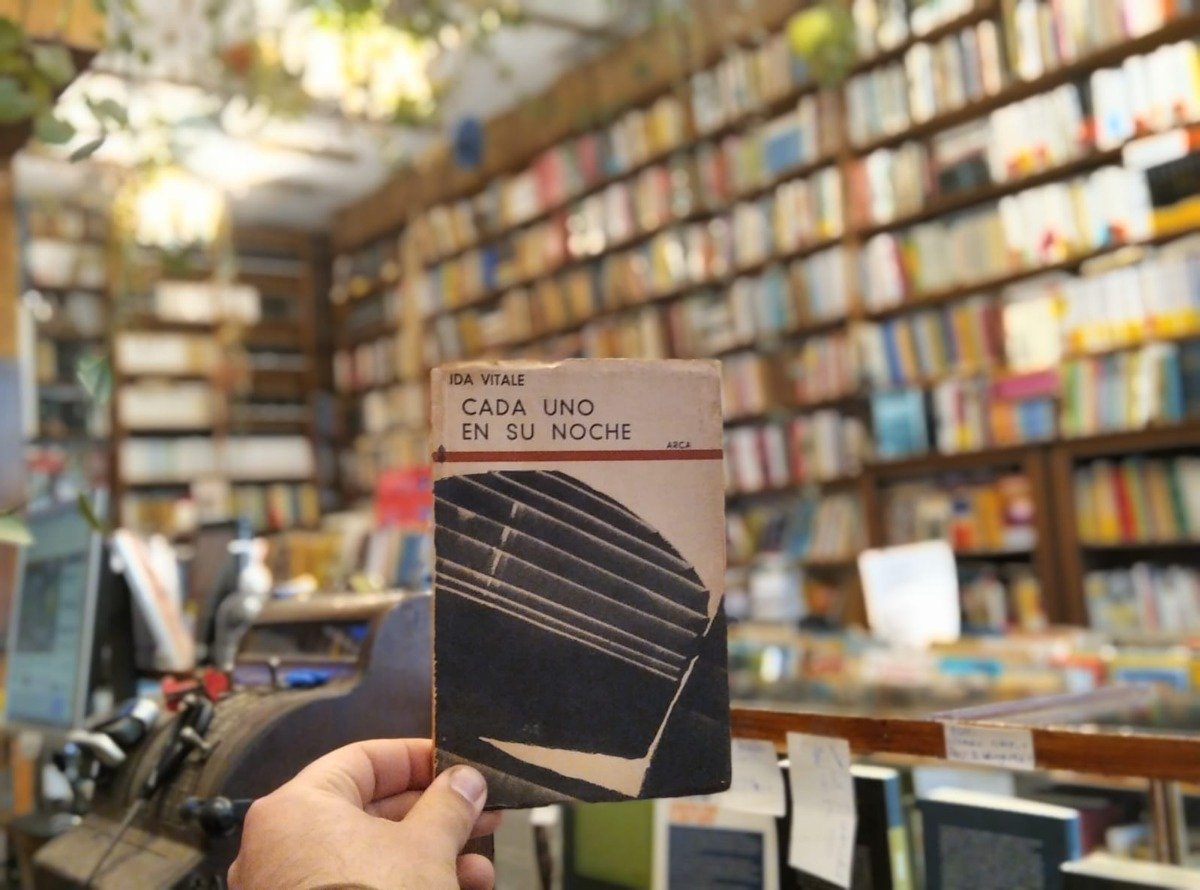 IDA VITALE
CADA UNO
EN SU NOCHE
ARCA